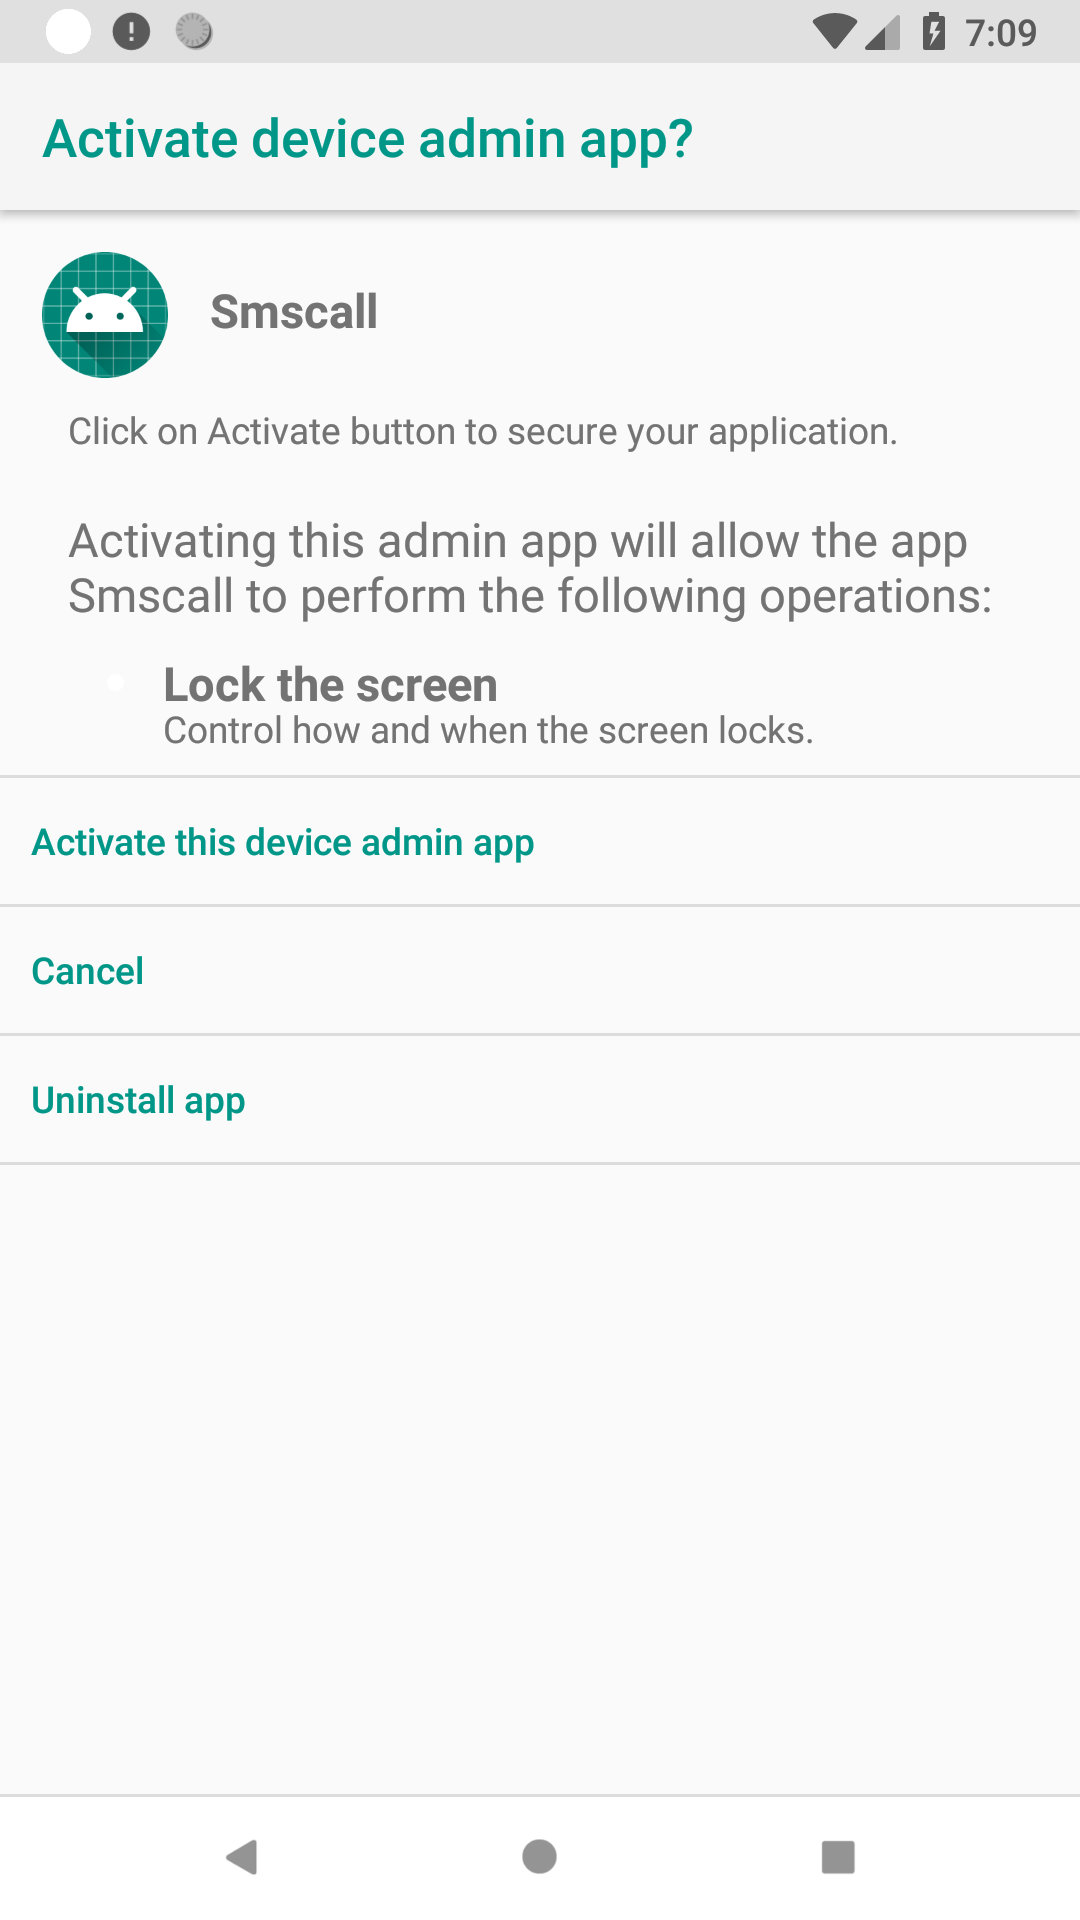 7:09
Activate device admin app?
Smscall
Click on Activate button to secure your application.
Activating this admin app will allow the app
Smscall to perform the following operations:
Lock the screen
Control how and when the screen locks.
Activate this device admin app
Cancel
Uninstall app